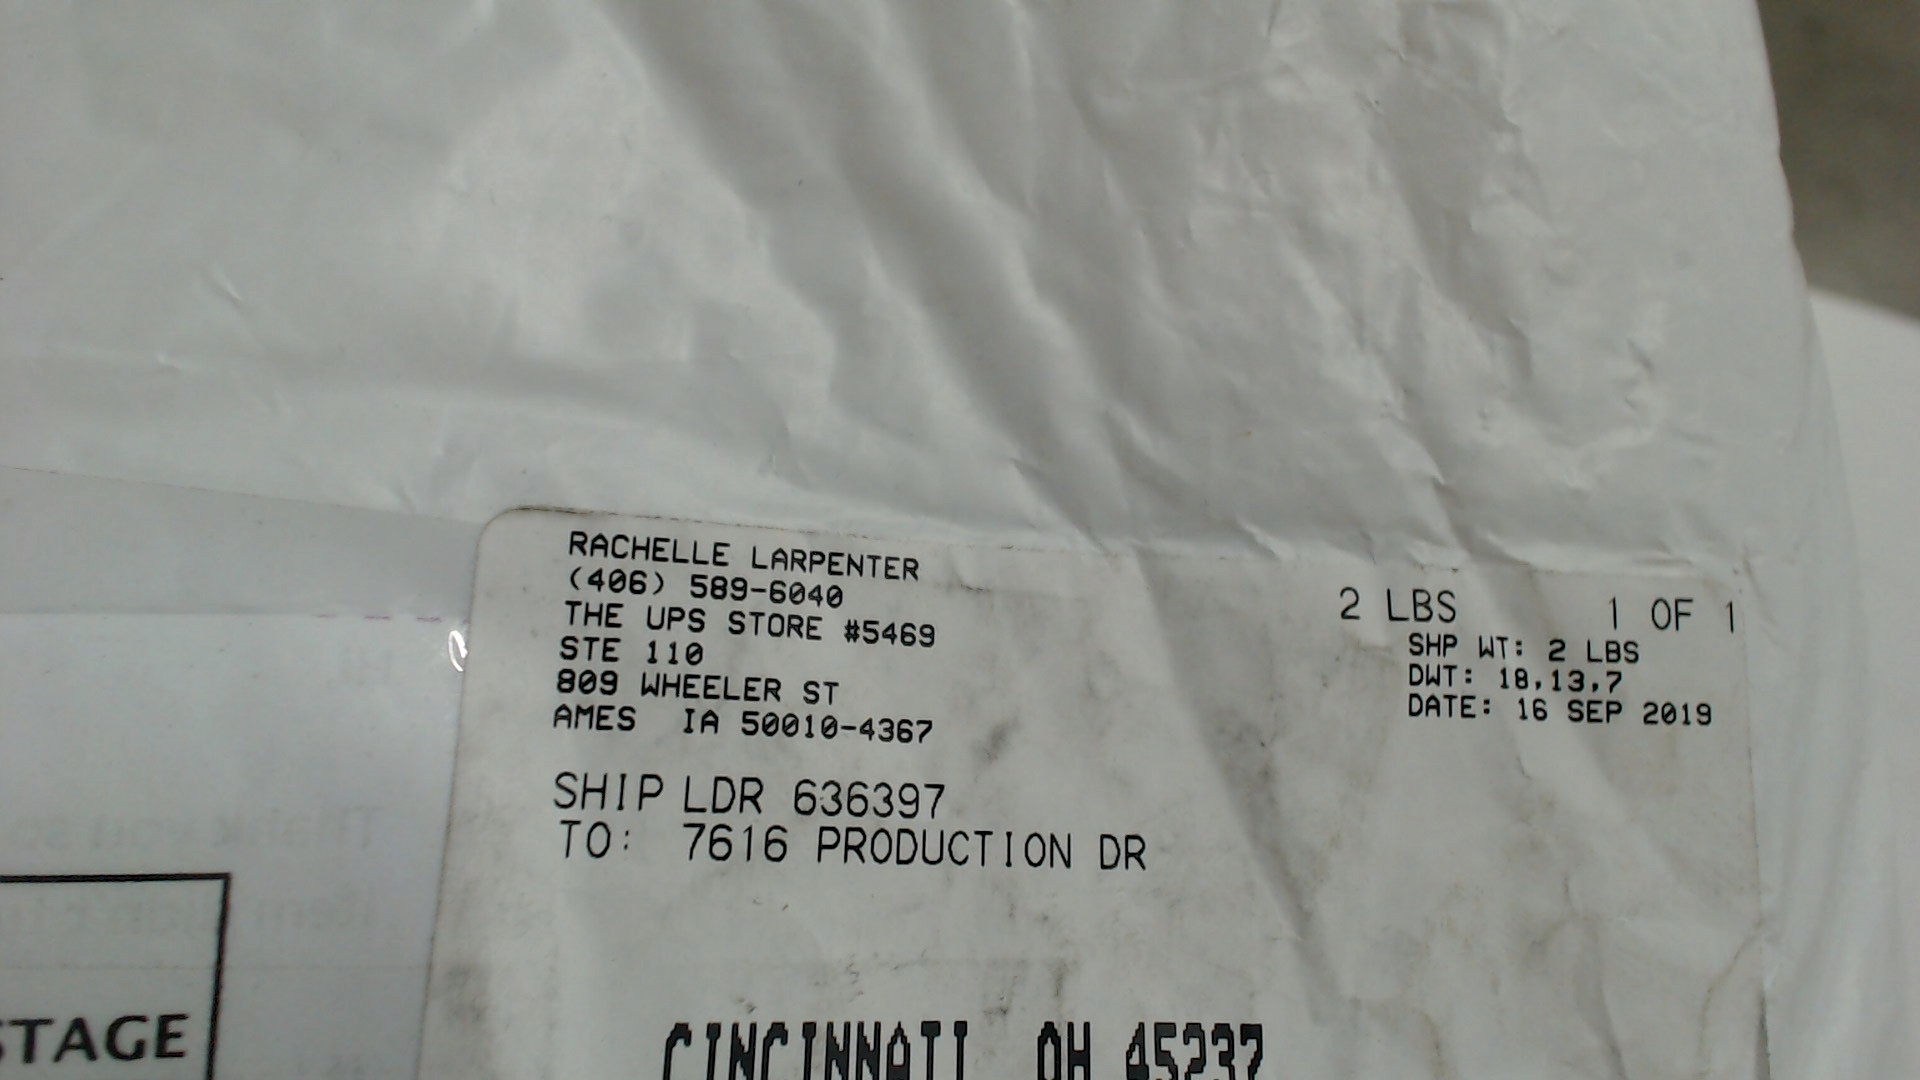 RACHELLE LARPENTER
(406) 589-6040
THE UPS STORE #5469
STE 110
809 WHEELER ST
AMES IA 50010-4367
2 LBS 1 OF 1
SHP WT: 2 LBS
DWT: 18,13,7
DATE: 16 SEP 2019
SHIP LDR 636397
TO: 7616 PRODUCTION DR
CINCINNATI OH 45237
STAGE